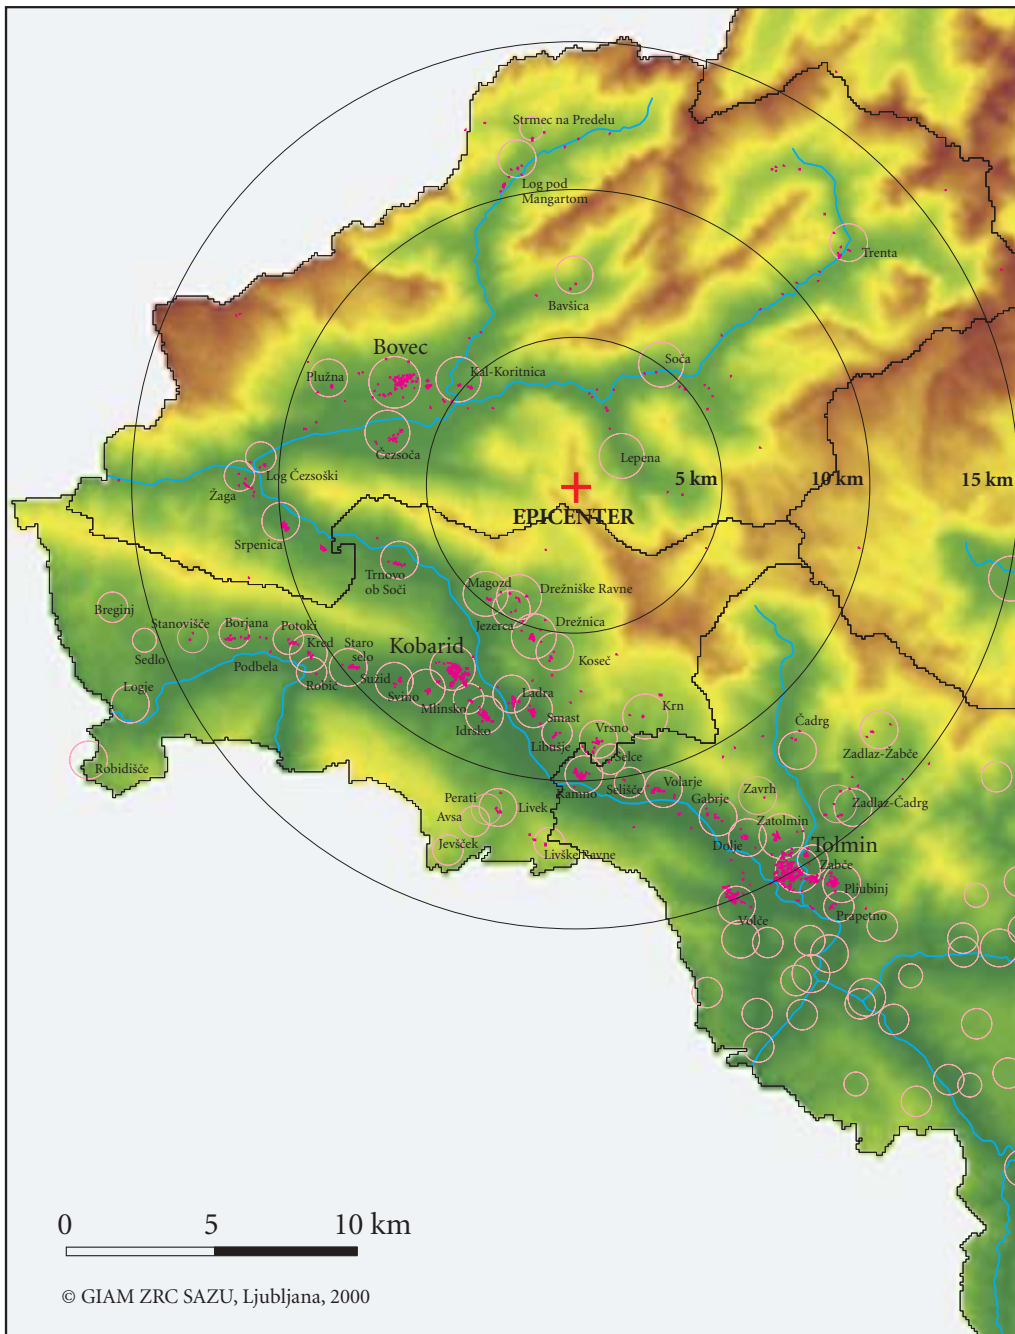 Strmec na Predelu
Log pod
Mangartom
Trenta
Bavšica
Bovec
Plužna
Kal-Koritnica
Soča
Čezsoča
Lepena
Log Čezsoški
Žaga
5 km
10 km
15 km
EPICENTER
Srpenica
Trnovo
ob Soči
Magozd
Drežniške Ravne
Jezerca
Drežnica
Breginj
Stanovišče
Borjana
Potoki
Kred
Staro
selo
Kobarid
Koseč
Sedlo
Podbela
Robič
Sužid
Svino
Mlinsko
Ladra
Krn
Logje
Idrsko
Smast
Libušje
Vrsno
Čadrg
Zadlaz-Žabče
Selce
Robidišče
Kamno
Selišče
Volarje
Zavrh
Perati
Livek
Gabrje
Zadlaz-Čadrg
Avsa
Zatolmin
Jevšček
Livške Ravne
Dolje
Tolmin
Žabče
Pljubinj
Prapetno
Volče
0 5 10 km
© GIAM ZRC SAZU, Ljubljana, 2000